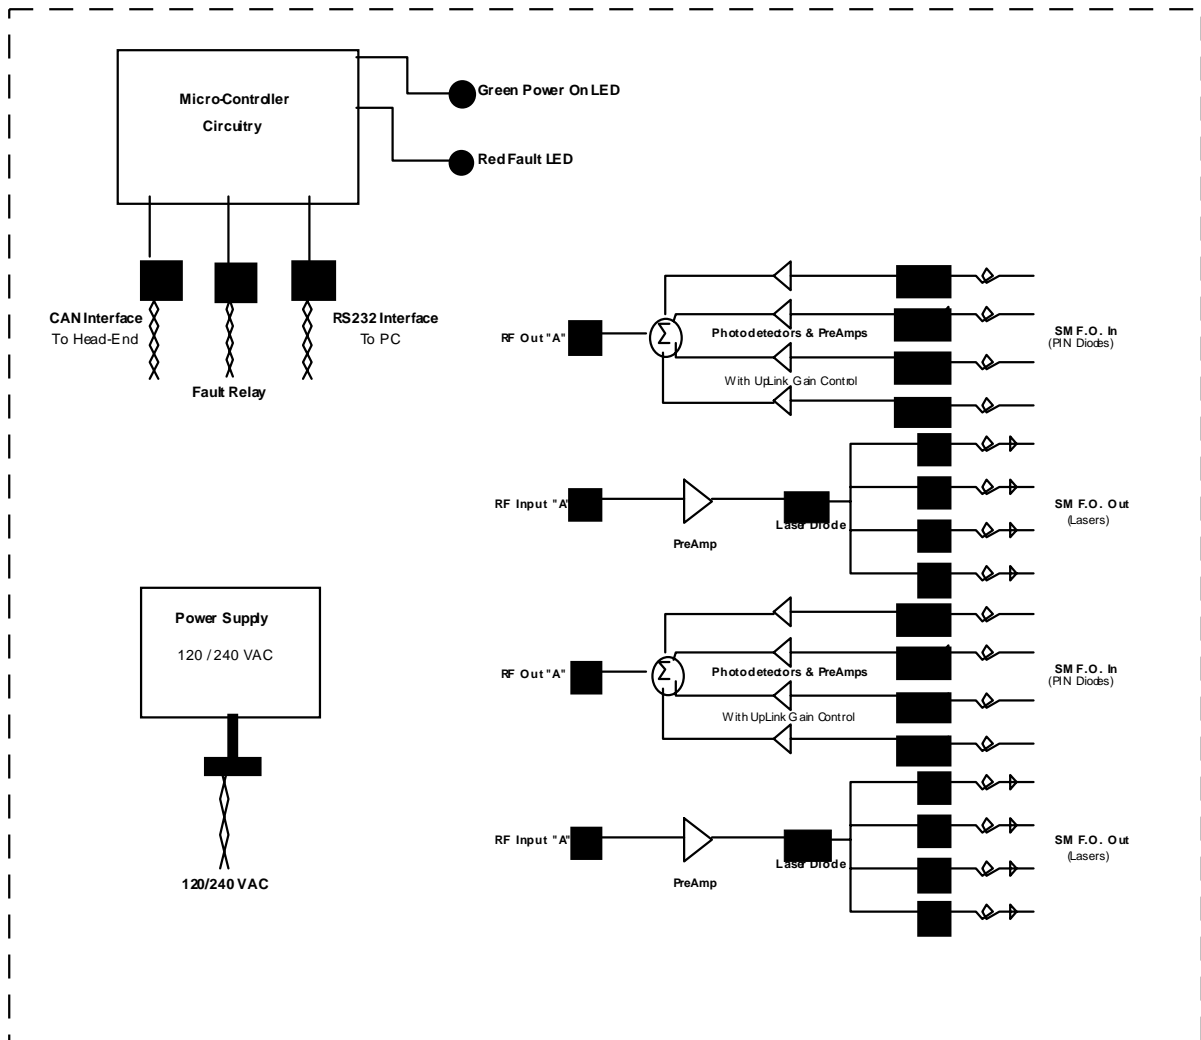 Micro-Controller
Circuitry
Green Power On LED
Red Fault LED
CAN Interface
To Head-End
Fault Relay
RS232 Interface
To PC
RF Out "A"
Σ
Photodetectors & PreAmps
With UpLink Gain Control
SM F.O. In
(PIN Diodes)
RF Input "A"
PreAmp
Laser Diode
SM F.O. Out
(Lasers)
Power Supply
120 / 240 VAC
120/240 VAC
RF Out "A"
Σ
Photodetectors & PreAmps
With UpLink Gain Control
SM F.O. In
(PIN Diodes)
RF Input "A"
PreAmp
Laser Diode
SM F.O. Out
(Lasers)